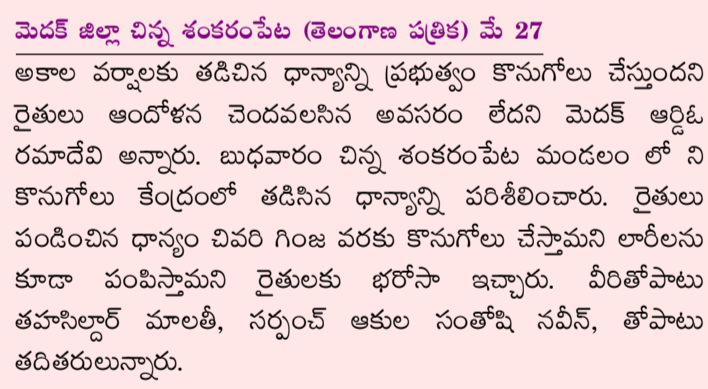 మెదక్ జిల్లా చిన్న శంకరంపేట (తెలంగాణ పత్రిక) మే 27
అకాల వర్షాలకు తడిచిన ధాన్యాన్ని ప్రభుత్వం కొనుగోలు చేస్తుందని
రైతులు ఆందోళన చెందవలసిన అవసరం లేదని మెదక్ ఆర్డిఓ
రమాదేవి అన్నారు. బుధవారం చిన్న శంకరంపేట మండలం లో ని
కొనుగోలు కేంద్రంలో తడిసిన ధాన్యాన్ని పరిశీలించారు. రైతులు
పండించిన ధాన్యం చివరి గింజ వరకు కొనుగోలు చేస్తామని లారీలను
కూడా పంపిస్తామని రైతులకు భరోసా ఇచ్చారు. వీరితోపాటు
తహసిల్దార్ మాలతీ, సర్పంచ్ ఆకుల సంతోషి నవీన్, తోపాటు
తదితరులున్నారు.